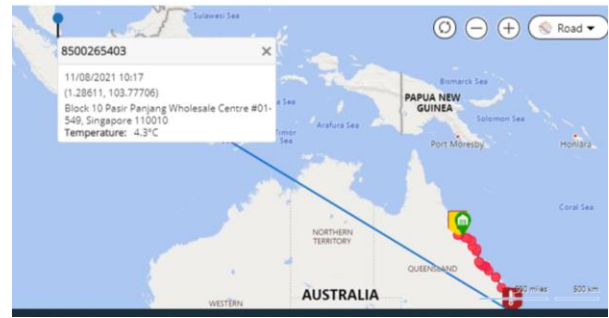 Sulawesi Sea
Road
8500265403
11/08/2021 10:17
(1.28611, 103.77706)
Block 10 Pasir Panjang Wholesale Centre #01-
549, Singapore 110010
Temperature: 4.3°C
Bismarck Sea
PAPUA NEW
GUINEA
Solomon Sea
a Sea
Arafura Sea
Timor
Sea
Port Moresby
Honiara
Coral Sea
NORTHERN
TERRITORY
QUEENSLAND
miles
500 km
AUSTRALIA
WESTERN